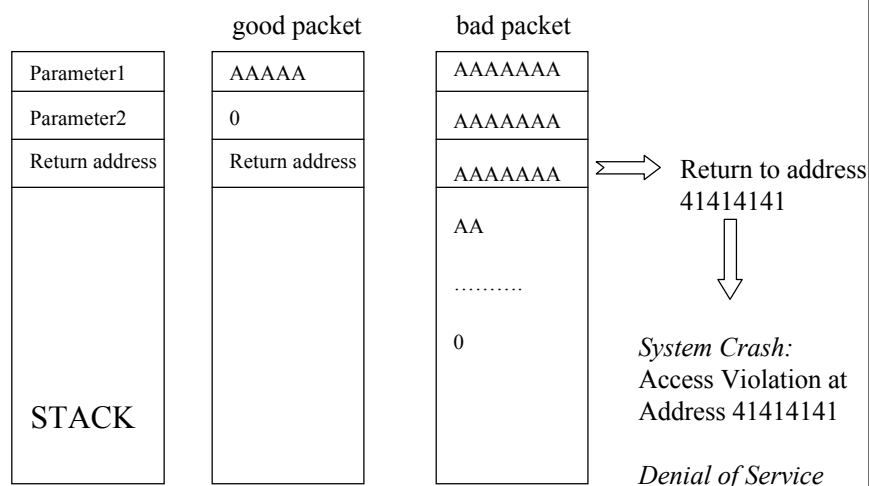 good packet
bad packet
Parameter1
AAAAA
AAAAAAA
Parameter2
0
AAAAAAA
Return address
Return address
AAAAAAA
Return to address
41414141
AA
……….
0
System Crash:
Access Violation at
Address 41414141
STACK
Denial of Service